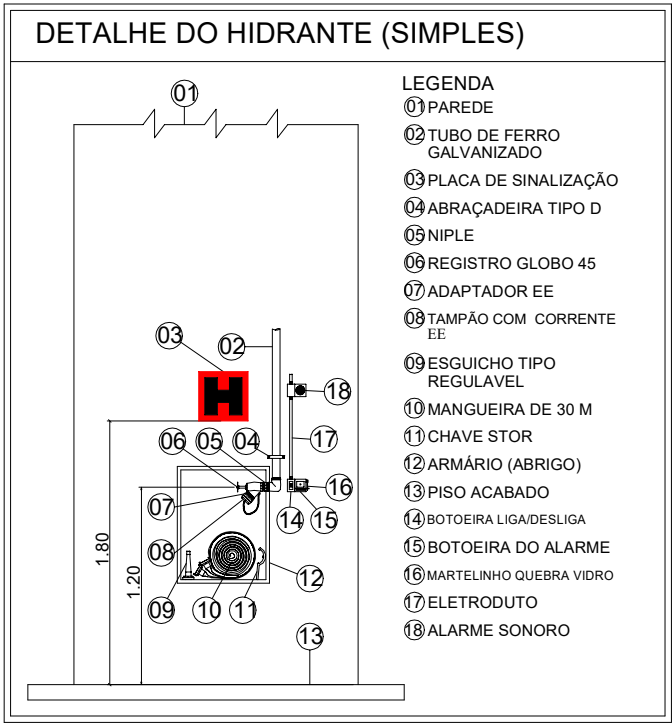 DETALHE DO HIDRANTE (SIMPLES)
LEGENDA
01 PAREDE
02 TUBO DE FERRO
GALVANIZADO
03 PLACA DE SINALIZAÇÃO
04 ABRAÇADEIRA TIPO D
05 NIPLE
06 REGISTRO GLOBO 45
07 ADAPTADOR EE
08 TAMPÃO COM CORRENTE
EE
09 ESGUICHO TIPO
REGULAVEL
10 MANGUEIRA DE 30 M
11 CHAVE STOR
12 ARMÁRIO (ABRIGO)
13 PISO ACABADO
14 BOTOEIRA LIGA/DESLIGA
15 BOTOEIRA DO ALARME
16 MARTELINHO QUEBRA VIDRO
17 ELETRODUTO
18 ALARME SONORO
01
03
02
H
18
17
06
05
04
16
07
14
15
08
1.80
1.20
12
09
10
11
13